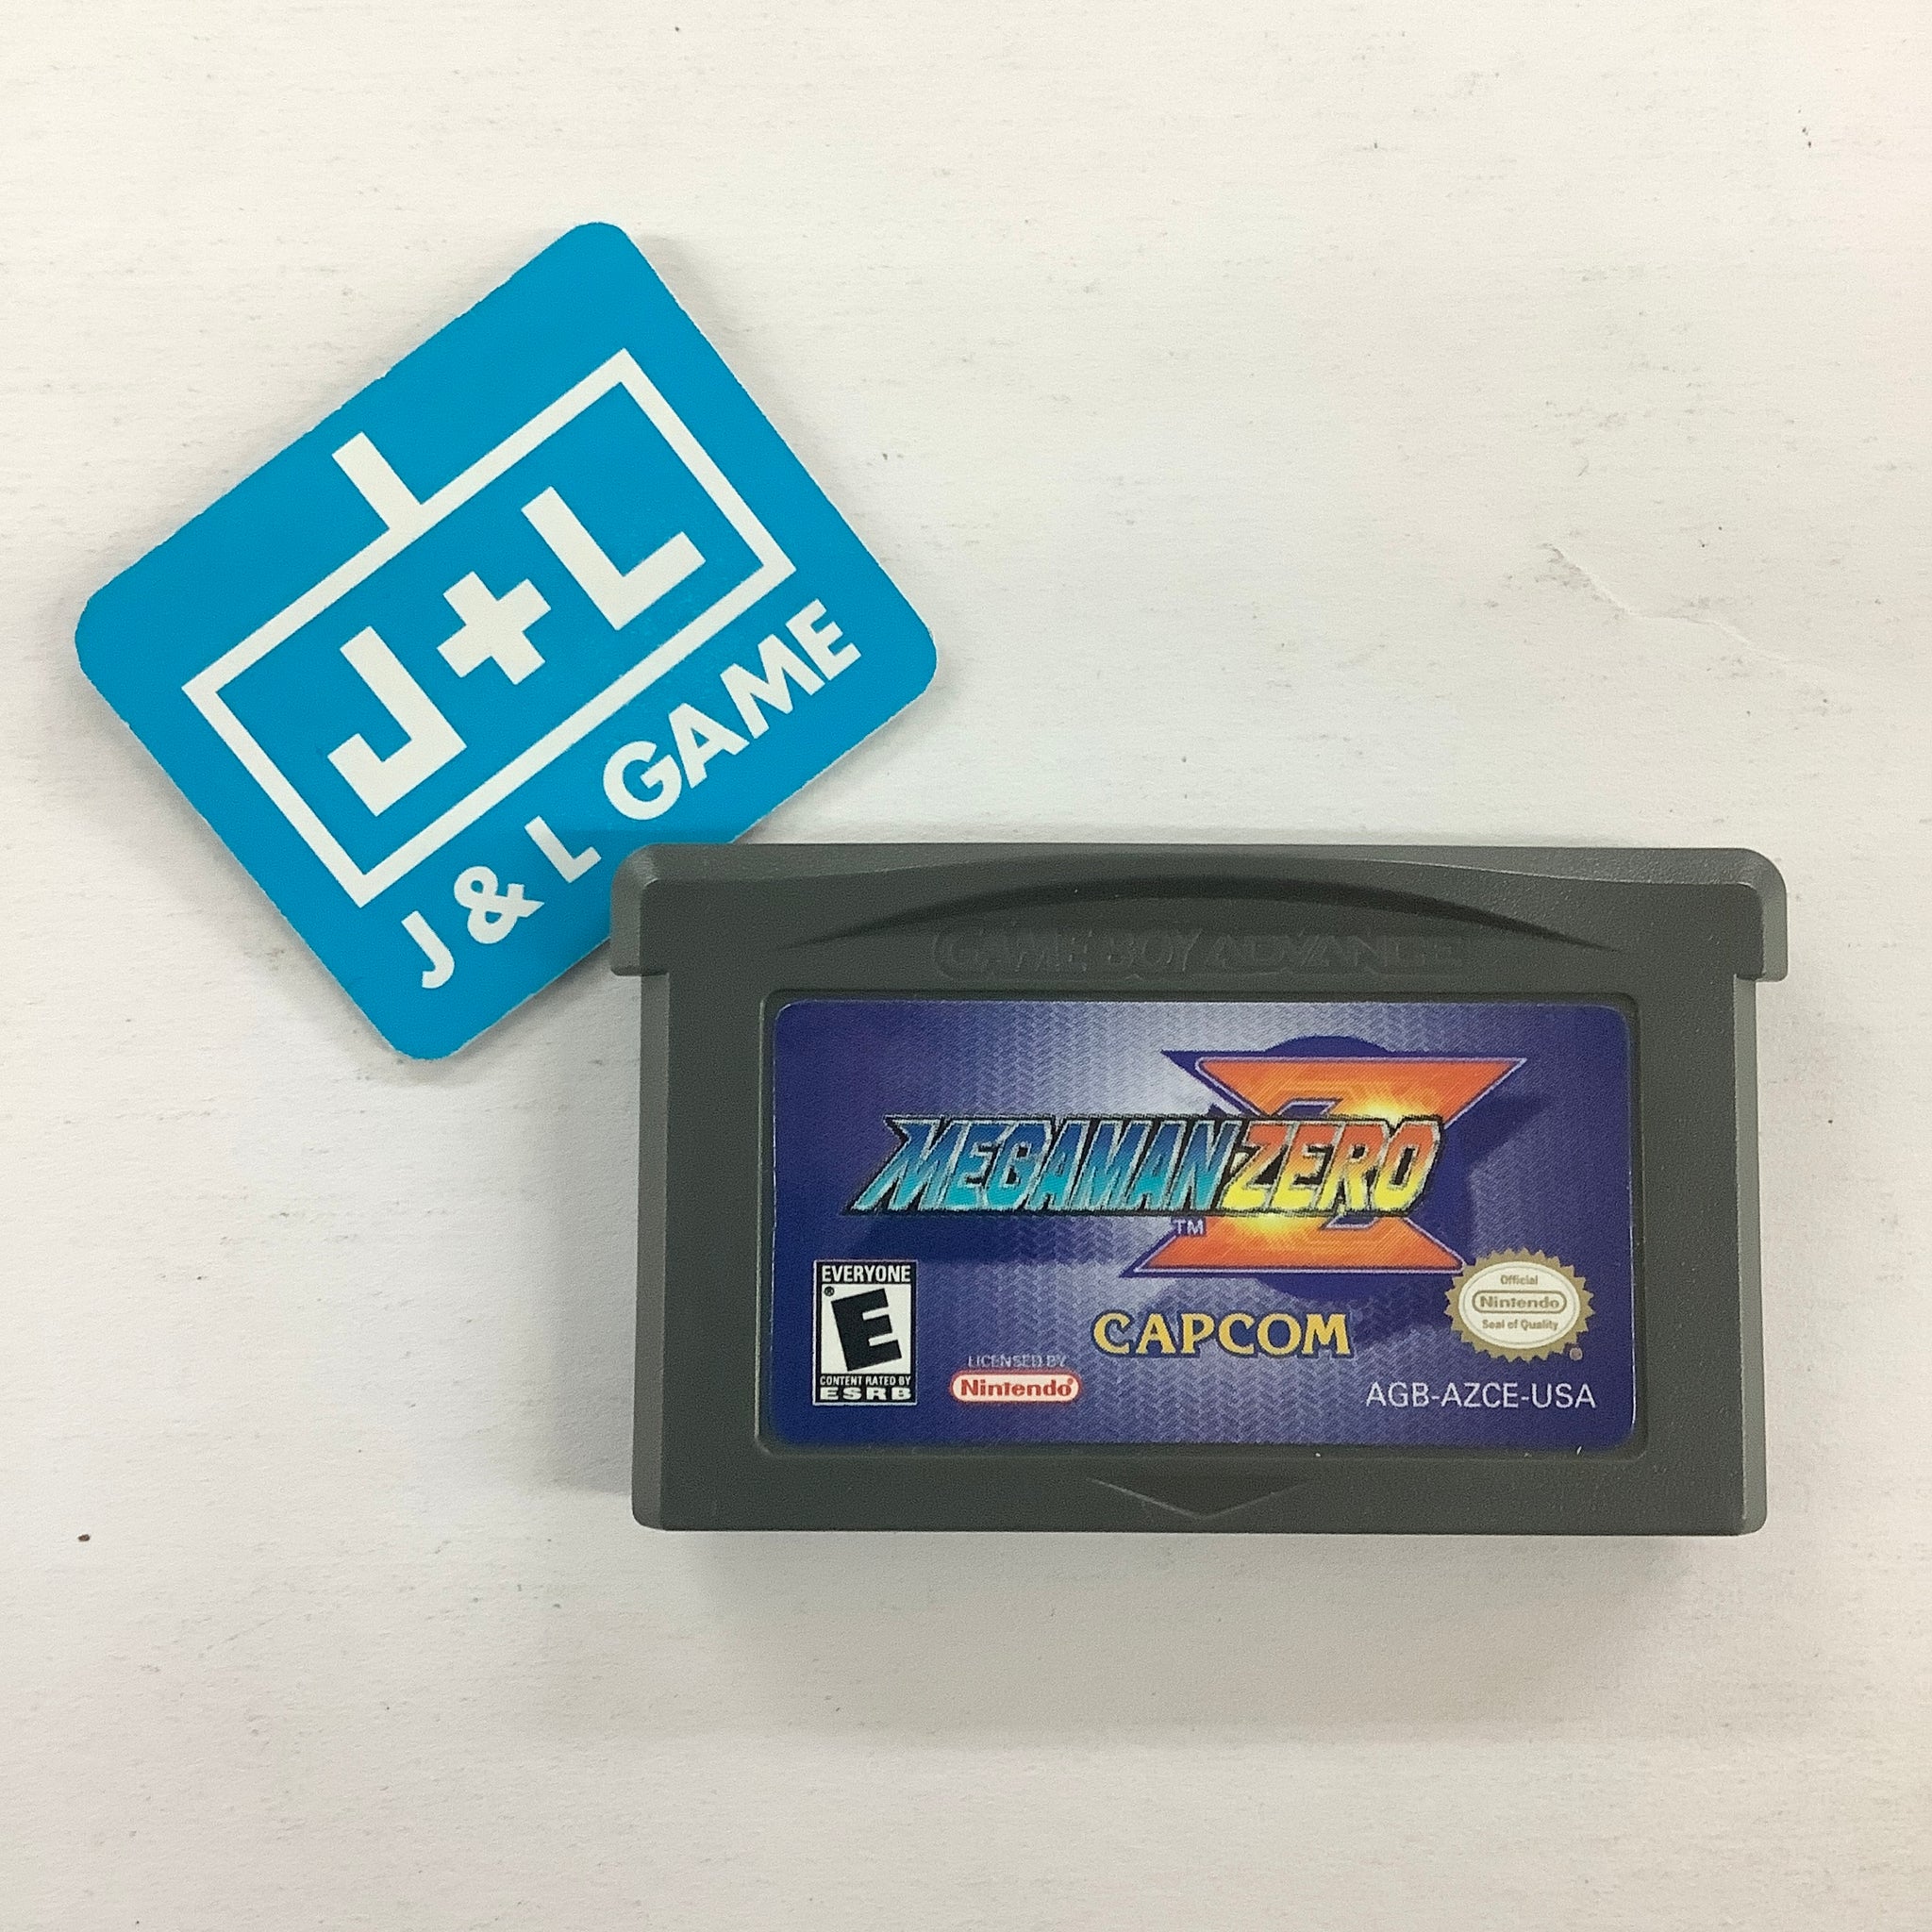 J+L
J & L GAME
GAME BOY ADVANCE
MEGAMAN ZERO
TM
EVERYONE
E
®
CONTENT RATED BY
ESRB
LICENSED BY
Nintendo®
CAPCOM
Official
Nintendo
Seal of Quality
®
AGB-AZCE-USA